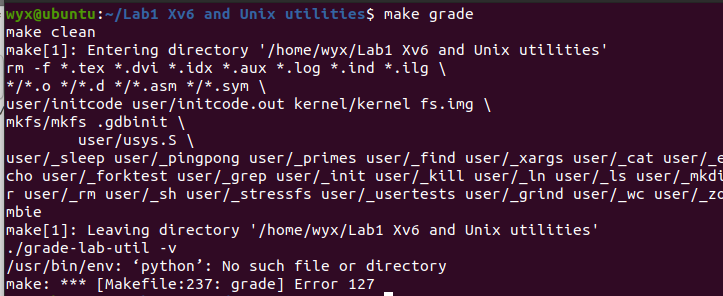 wyx@ubuntu:~/Lab1 Xv6 and Unix utilities$ make grade
make clean
make[1]: Entering directory '/home/wyx/Lab1 Xv6 and Unix utilities'
rm -f *.tex *.dvi *.idx *.aux *.log *.ind *.ilg \
*/*.o */*.d */*.asm */*.sym \
user/initcode user/initcode.out kernel/kernel fs.img \
mkfs/mkfs .gdbinit \
        user/usys.S \
user/_sleep user/_pingpong user/_primes user/_find user/_xargs user/_cat user/_e
cho user/_forktest user/_grep user/_init user/_kill user/_ln user/_ls user/_mkdi
r user/_rm user/_sh user/_stressfs user/_usertests user/_grind user/_wc user/_zo
mbie
make[1]: Leaving directory '/home/wyx/Lab1 Xv6 and Unix utilities'
./grade-lab-util -v
/usr/bin/env: ‘python’: No such file or directory
make: *** [Makefile:237: grade] Error 127